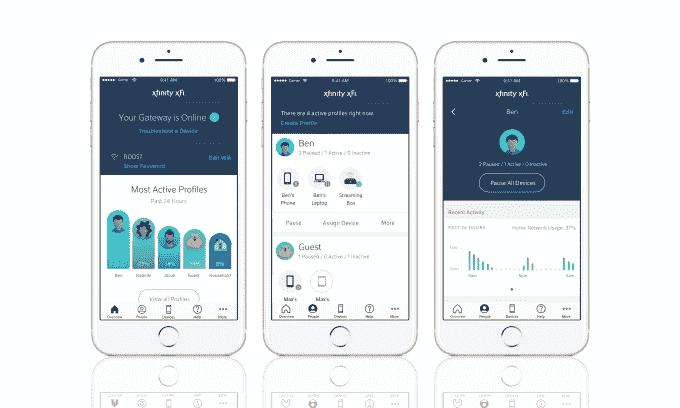 9:41 AM
100%
xfinity xfi
Your Gateway is Online
Troubleshoot a Device
ROOST
Edit Wifi
Show Password
Most Active Profiles
Past 24 Hours
Ben
Isabelle
Jesse
Guest
Household
View all Profiles
Overview
People
Devices
Help
More
9:41 AM
100%
xfinity xfi
There are 4 active profiles right now.
Create Profile
Ben
2 Paused / 1 Active / 0 Inactive
Ben's Phone
Ben's Laptop
Streaming Box
Pause
Assign Device
More
Guest
1 Paused / 0 Active / 1 Inactive
Max's
Max's
Overview
People
Devices
Help
More
9:41 AM
100%
xfinity xfi
Ben
Edit
2 Paused / 1 Active / 0 Inactive
Pause All Devices
Recent Activity
PAST 24 HOURS
Home Network Usage: 37%
9am
5pm
Overview
People
Devices
Help
More